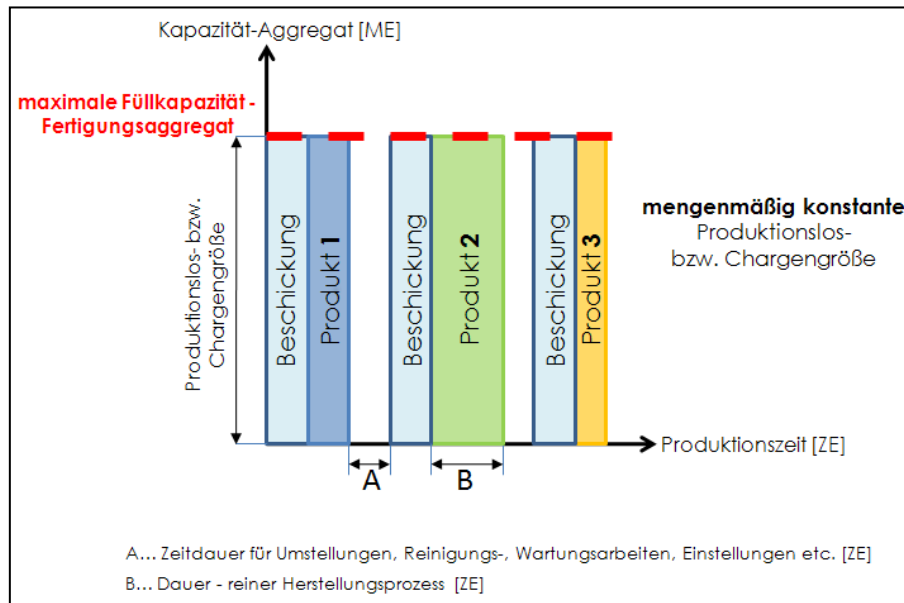 Kapazität-Aggregat [ME]
maximale Füllkapazität -
Fertigungsaggregat
Produktionslos- bzw.
Chargengröße
Beschickung
Produkt 1
Beschickung
Produkt 2
Beschickung
Produkt 3
mengenmäßig konstante
Produktionslos-
bzw. Chargengröße
Produktionszeit [ZE]
A
B
A... Zeitdauer für Umstellungen, Reinigungs-, Wartungsarbeiten, Einstellungen etc. [ZE]
B... Dauer - reiner Herstellungsprozess [ZE]